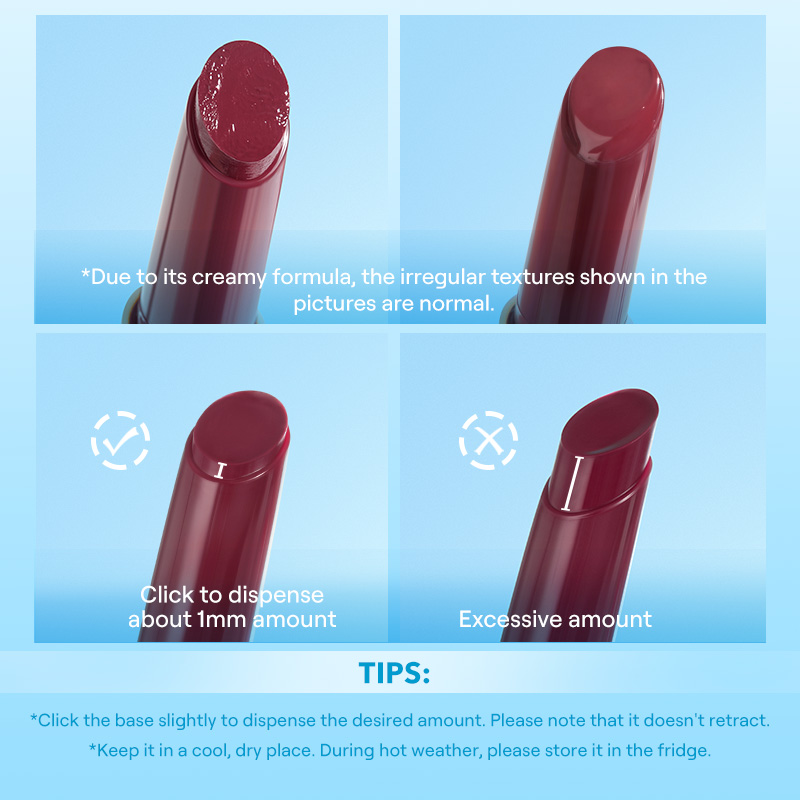 *Due to its creamy formula, the irregular textures shown in the
pictures are normal.
Click to dispense
about 1mm amount
Excessive amount
TIPS:
*Click the base slightly to dispense the desired amount. Please note that it doesn't retract.
*Keep it in a cool, dry place. During hot weather, please store it in the fridge.